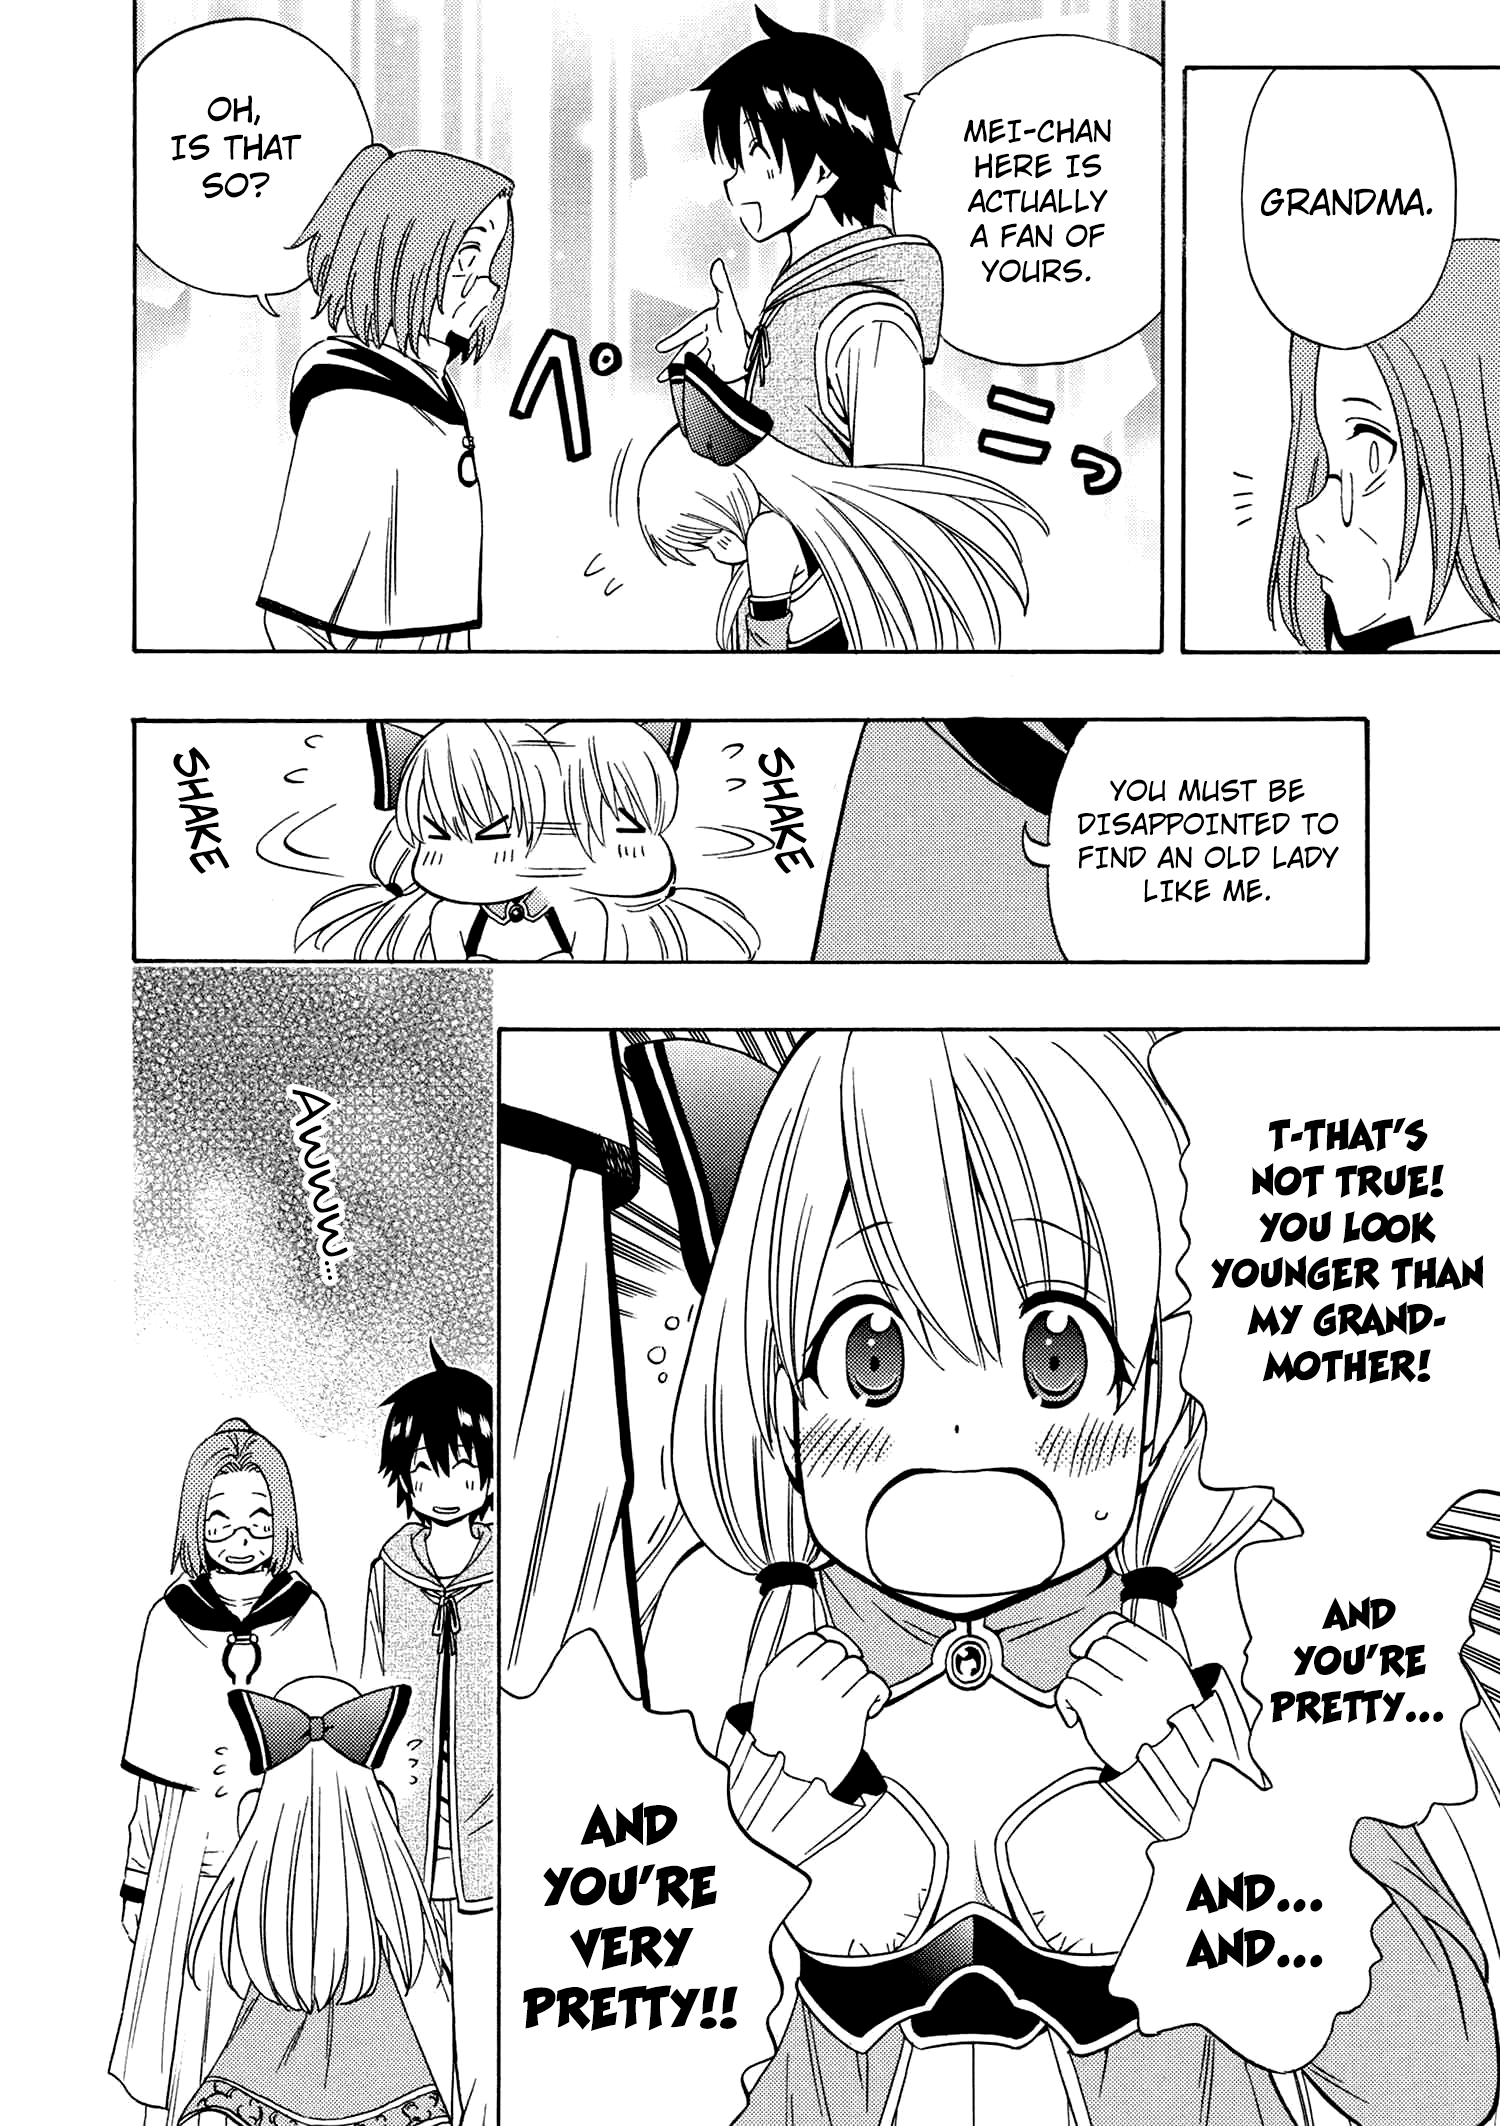 GRANDMA.
MEI-CHAN
HERE IS
ACTUALLY
A FAN OF
YOURS.
OH,
IS THAT
SO?
ペコッ
YOU MUST BE
DISAPPOINTED TO
FIND AN OLD LADY
LIKE ME.
SHAKE
SHAKE
T-THAT'S
NOT TRUE!
YOU LOOK
YOUNGER THAN
MY GRAND-
MOTHER!
AND
YOU'RE
PRETTY...
AND...
AND...
AND
YOU'RE
VERY
PRETTY!!
Awww...